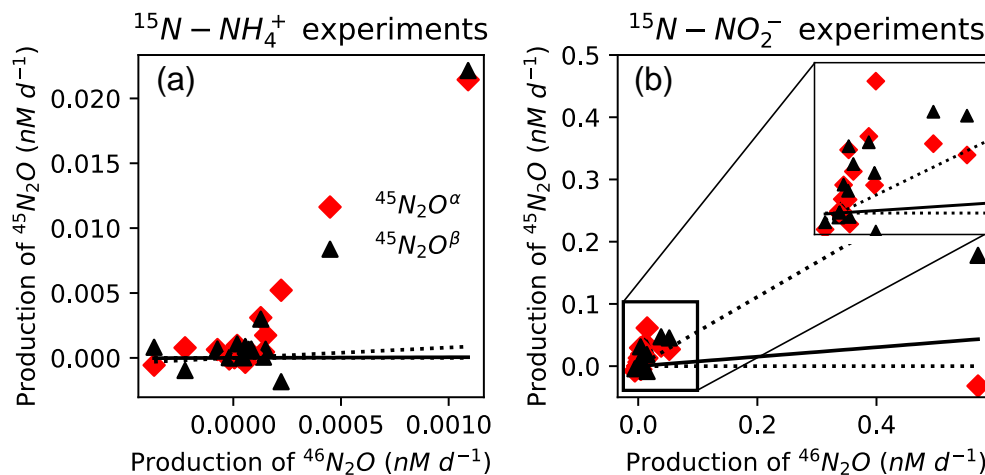 ¹⁵N − NH₄⁺ experiments
(a)
0.020
0.015
0.010
0.005
0.000
0.0000 0.0005 0.0010
Production of ⁴⁵N₂O (nM d⁻¹)
Production of ⁴⁶N₂O (nM d⁻¹)
⁴⁵N₂Oᵅ
⁴⁵N₂Oᵝ
¹⁵N − NO₂⁻ experiments
(b)
0.5
0.4
0.3
0.2
0.1
0.0
0.0 0.2 0.4
Production of ⁴⁵N₂O (nM d⁻¹)
Production of ⁴⁶N₂O (nM d⁻¹)